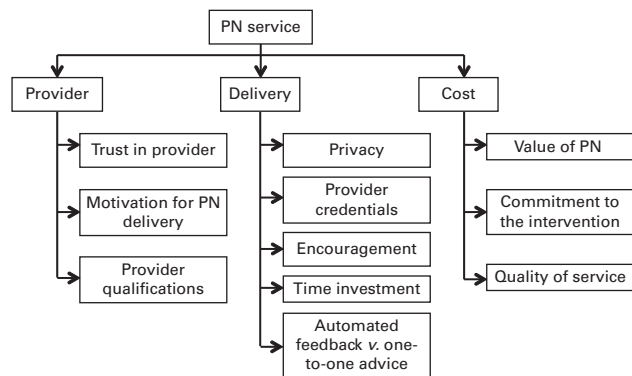 PN service
Provider
Delivery
Cost
Trust in provider
Motivation for PN
delivery
Provider
qualifications
Privacy
Provider
credentials
Encouragement
Time investment
Automated
feedback v. one-
to-one advice
Value of PN
Commitment to
the intervention
Quality of service